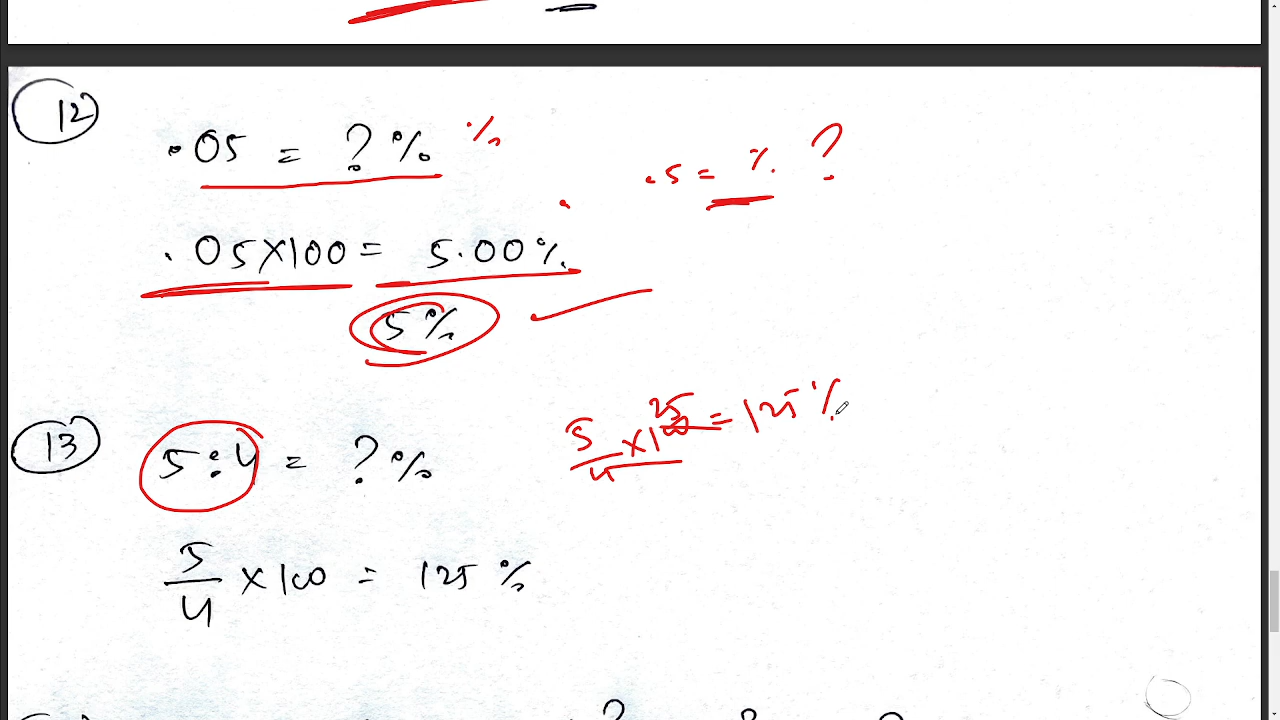 12
.05 = ? % %
.5 = % ?
.05×100 = 5.00%
5%
13
5:4 = ? %
5/4 ×100 25 = 125%
5/4 ×100 = 125 %
? ? ?